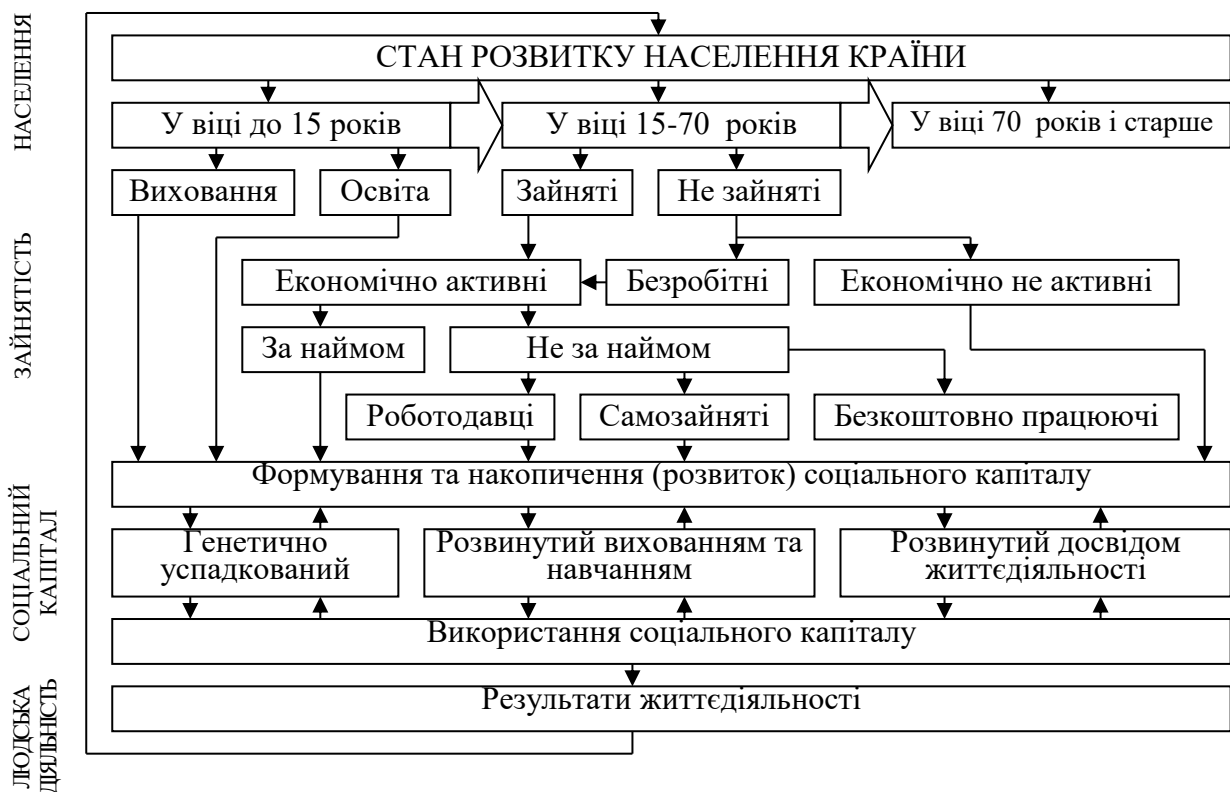 НАСЕЛЕННЯ
СТАН РОЗВИТКУ НАСЕЛЕННЯ КРАЇНИ
У віці до 15 років
У віці 15-70 років
У віці 70 років і старше
Виховання
Освіта
Зайняті
Не зайняті
ЗАЙНЯТІСТЬ
Економічно активні
Безробітні
Економічно не активні
За наймом
Не за наймом
Роботодавці
Самозайняті
Безкоштовно працюючі
СОЦІАЛЬНИЙ
КАПІТАЛ
Формування та накопичення (розвиток) соціального капіталу
Генетично
успадкований
Розвинутий вихованням та
навчанням
Розвинутий досвідом
життєдіяльності
Використання соціального капіталу
ЛЮДСЬКА
ДІЯЛЬНІСТЬ
Результати життєдіяльності